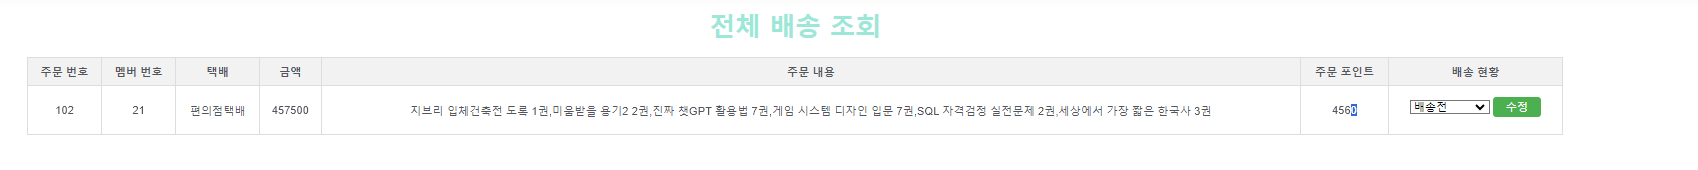 전체 배송 조회
주문 번호 멤버 번호 택배 금액 주문 내용 주문 포인트 배송 현황
102 21 편의점택배 457500 지브리 입체건축전 도록 1권,미움받을 용기2 2권,진짜 챗GPT 활용법 7권,게임 시스템 디자인 입문 7권,SQL 자격검정 실전문제 2권,세상에서 가장 짧은 한국사 3권 4560 배송전 수정